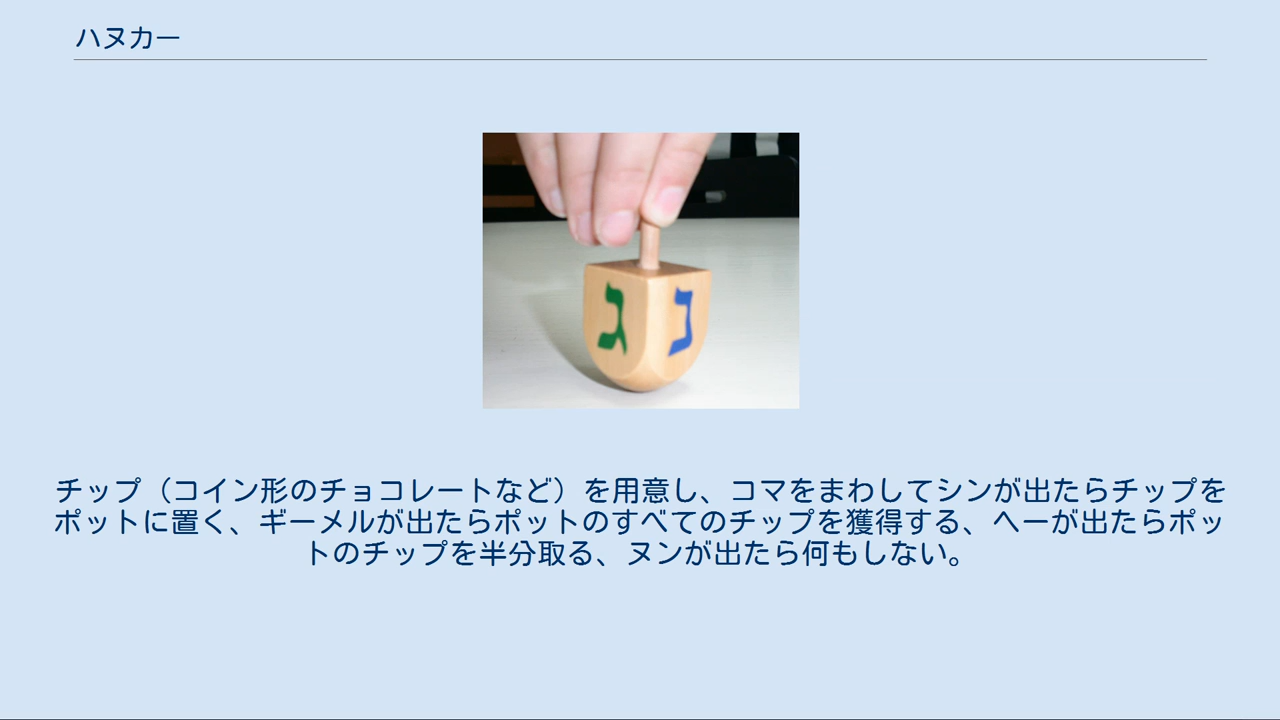 ハヌカー
ג נ
チップ（コイン形のチョコレートなど）を用意し、コマをまわしてシンが出たらチップを
ポットに置く、ギーメルが出たらポットのすべてのチップを獲得する、ヘーが出たらポッ
トのチップを半分取る、ヌンが出たら何もしない。